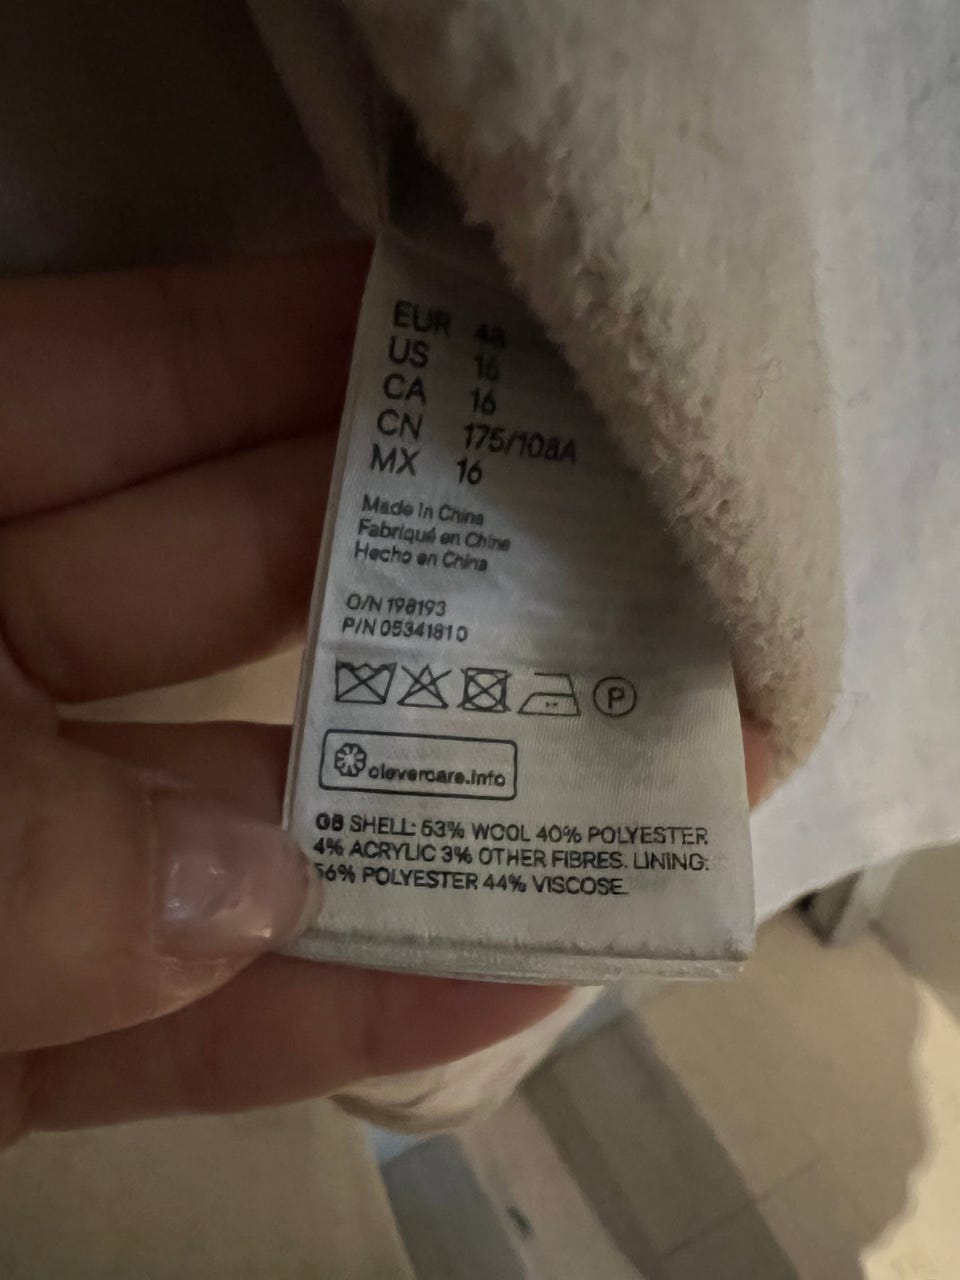 EUR 48
US 16
CA 16
CN 175/108A
MX 16
Made in China
Fabriqué en Chine
Hecho en China
O/N 198193
P/N 05341810
P
clevercare.info
GB SHELL: 53% WOOL 40% POLYESTER
4% ACRYLIC 3% OTHER FIBRES. LINING:
56% POLYESTER 44% VISCOSE.